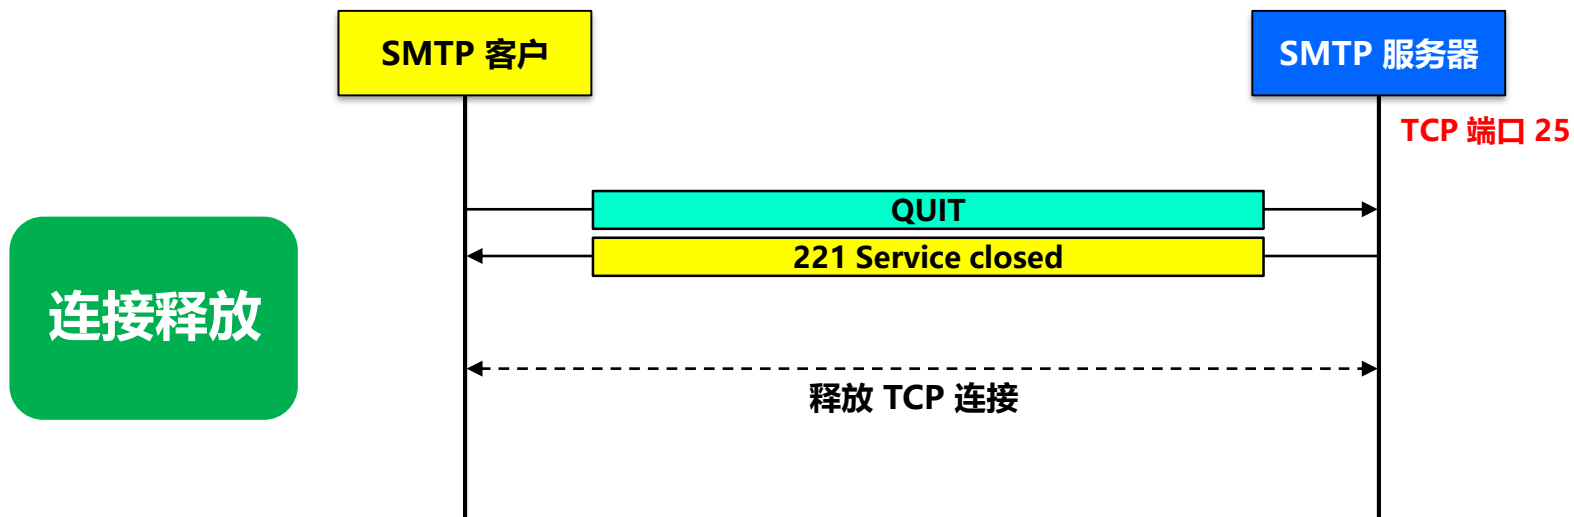 SMTP 客户
SMTP 服务器
TCP 端口 25
QUIT
221 Service closed
连接释放
释放 TCP 连接